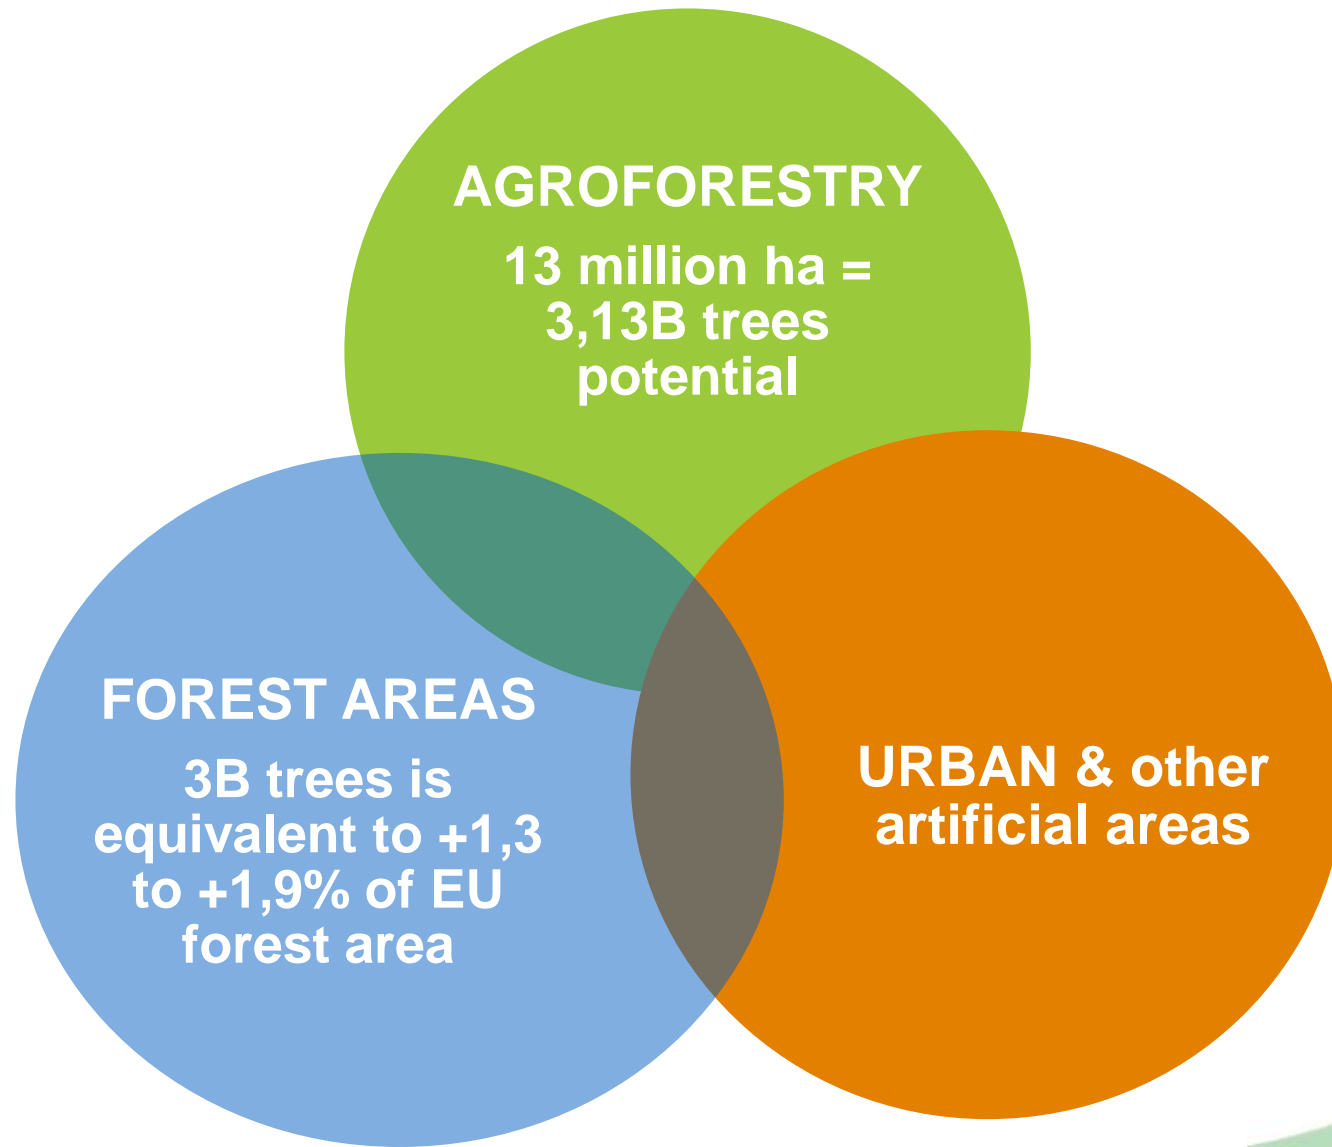 AGROFORESTRY
13 million ha =
3,13B trees
potential
FOREST AREAS
3B trees is
equivalent to +1,3
to +1,9% of EU
forest area
URBAN & other
artificial areas